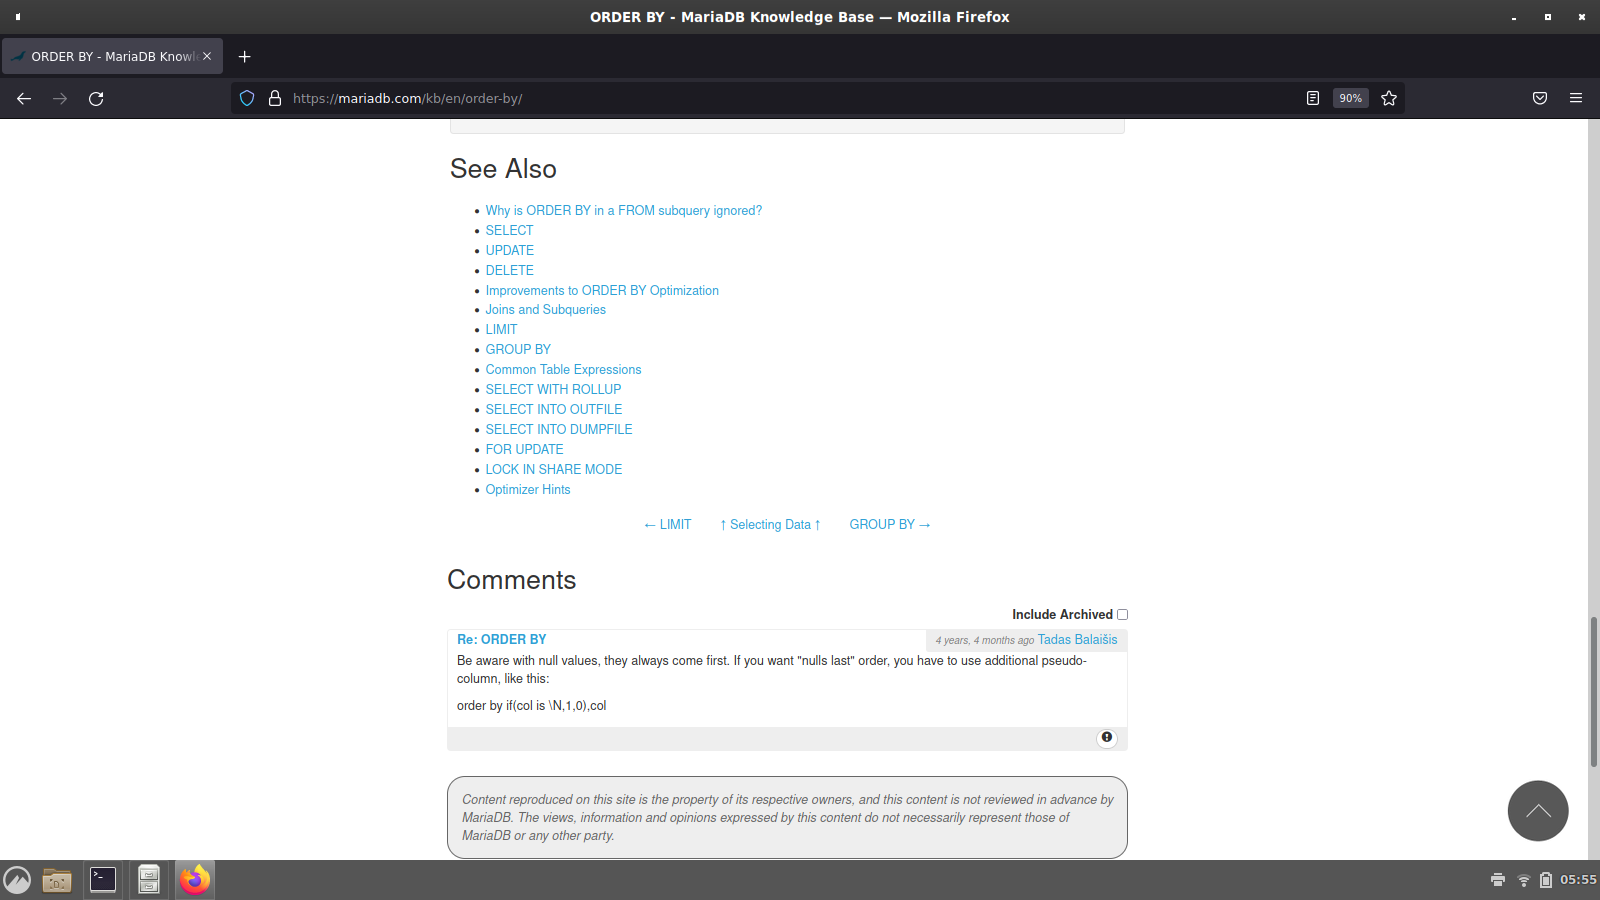 ORDER BY - MariaDB Knowledge Base — Mozilla Firefox
ORDER BY - MariaDB Knowl
https://mariadb.com/kb/en/order-by/
90%
See Also
Why is ORDER BY in a FROM subquery ignored?
SELECT
UPDATE
DELETE
Improvements to ORDER BY Optimization
Joins and Subqueries
LIMIT
GROUP BY
Common Table Expressions
SELECT WITH ROLLUP
SELECT INTO OUTFILE
SELECT INTO DUMPFILE
FOR UPDATE
LOCK IN SHARE MODE
Optimizer Hints
← LIMIT ↑ Selecting Data ↑ GROUP BY →
Comments
Include Archived
Re: ORDER BY 4 years, 4 months ago Tadas Balaišis
Be aware with null values, they always come first. If you want "nulls last" order, you have to use additional pseudo-
column, like this:
order by if(col is \N,1,0),col
Content reproduced on this site is the property of its respective owners, and this content is not reviewed in advance by
MariaDB. The views, information and opinions expressed by this content do not necessarily represent those of
MariaDB or any other party.
05:55